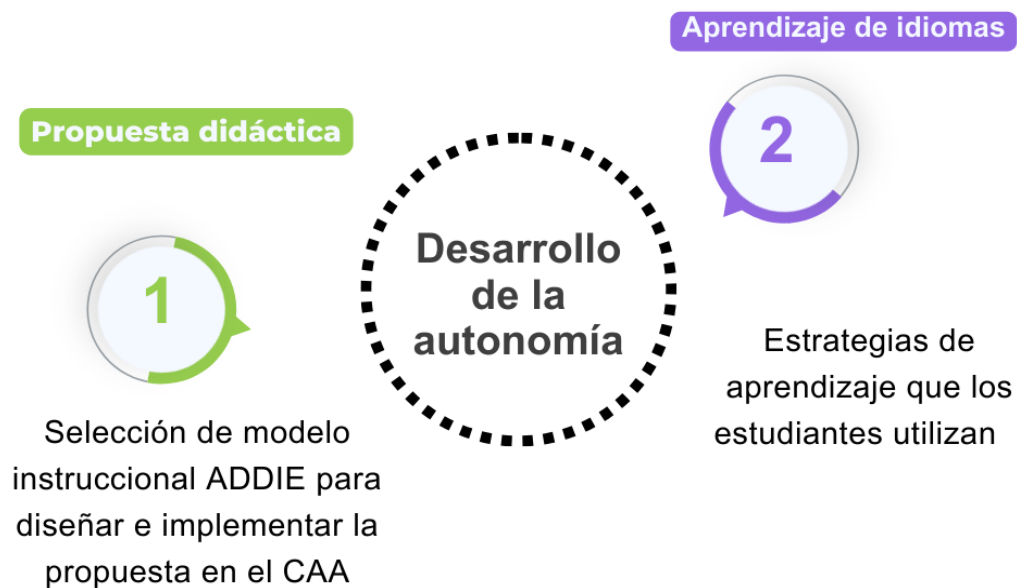 Propuesta didáctica
1
Selección de modelo
instruccional ADDIE para
diseñar e implementar la
propuesta en el CAA
Desarrollo
de la
autonomía
Aprendizaje de idiomas
2
Estrategias de
aprendizaje que los
estudiantes utilizan